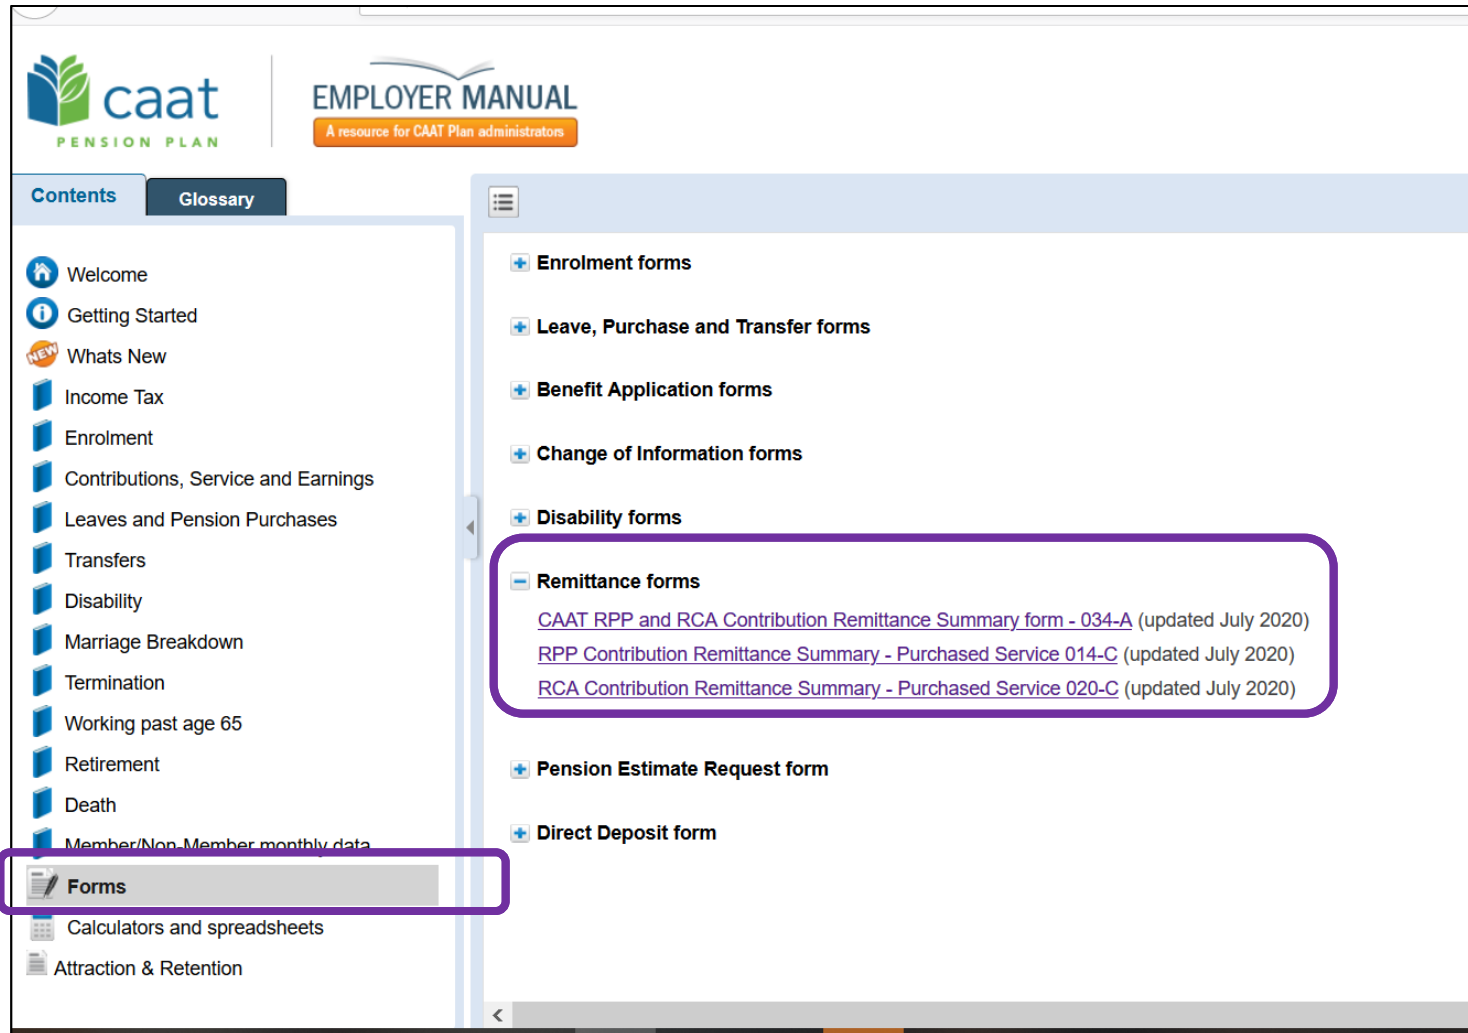 caat
PENSION PLAN
EMPLOYER MANUAL
A resource for CAAT Plan administrators
Contents
Glossary
Welcome
Getting Started
NEW
Whats New
Income Tax
Enrolment
Contributions, Service and Earnings
Leaves and Pension Purchases
Transfers
Disability
Marriage Breakdown
Termination
Working past age 65
Retirement
Death
Member/Non-Member monthly data
Forms
Calculators and spreadsheets
Attraction & Retention
Enrolment forms
Leave, Purchase and Transfer forms
Benefit Application forms
Change of Information forms
Disability forms
Remittance forms
CAAT RPP and RCA Contribution Remittance Summary form - 034-A (updated July 2020)
RPP Contribution Remittance Summary - Purchased Service 014-C (updated July 2020)
RCA Contribution Remittance Summary - Purchased Service 020-C (updated July 2020)
Pension Estimate Request form
Direct Deposit form